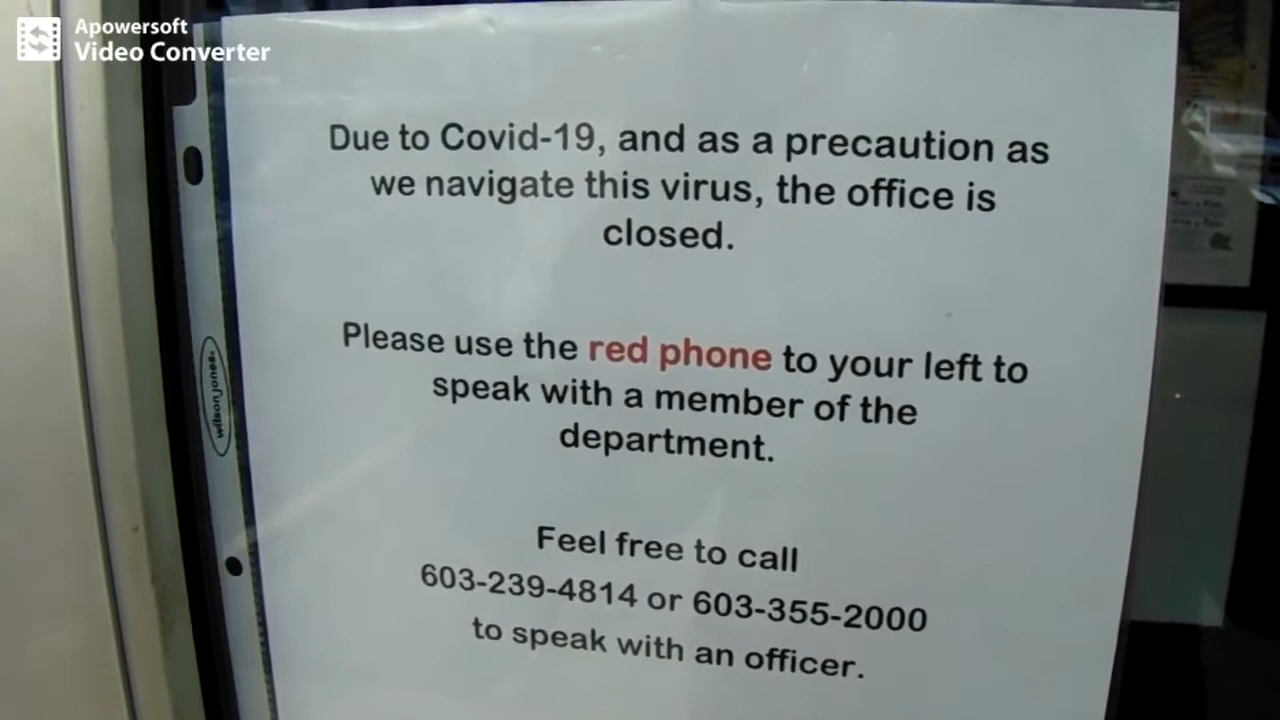 Apowersoft
Video Converter
Due to Covid-19, and as a precaution as
we navigate this virus, the office is
closed.
Please use the red phone to your left to
speak with a member of the
department.
Feel free to call
603-239-4814 or 603-355-2000
to speak with an officer.
wilson jones.